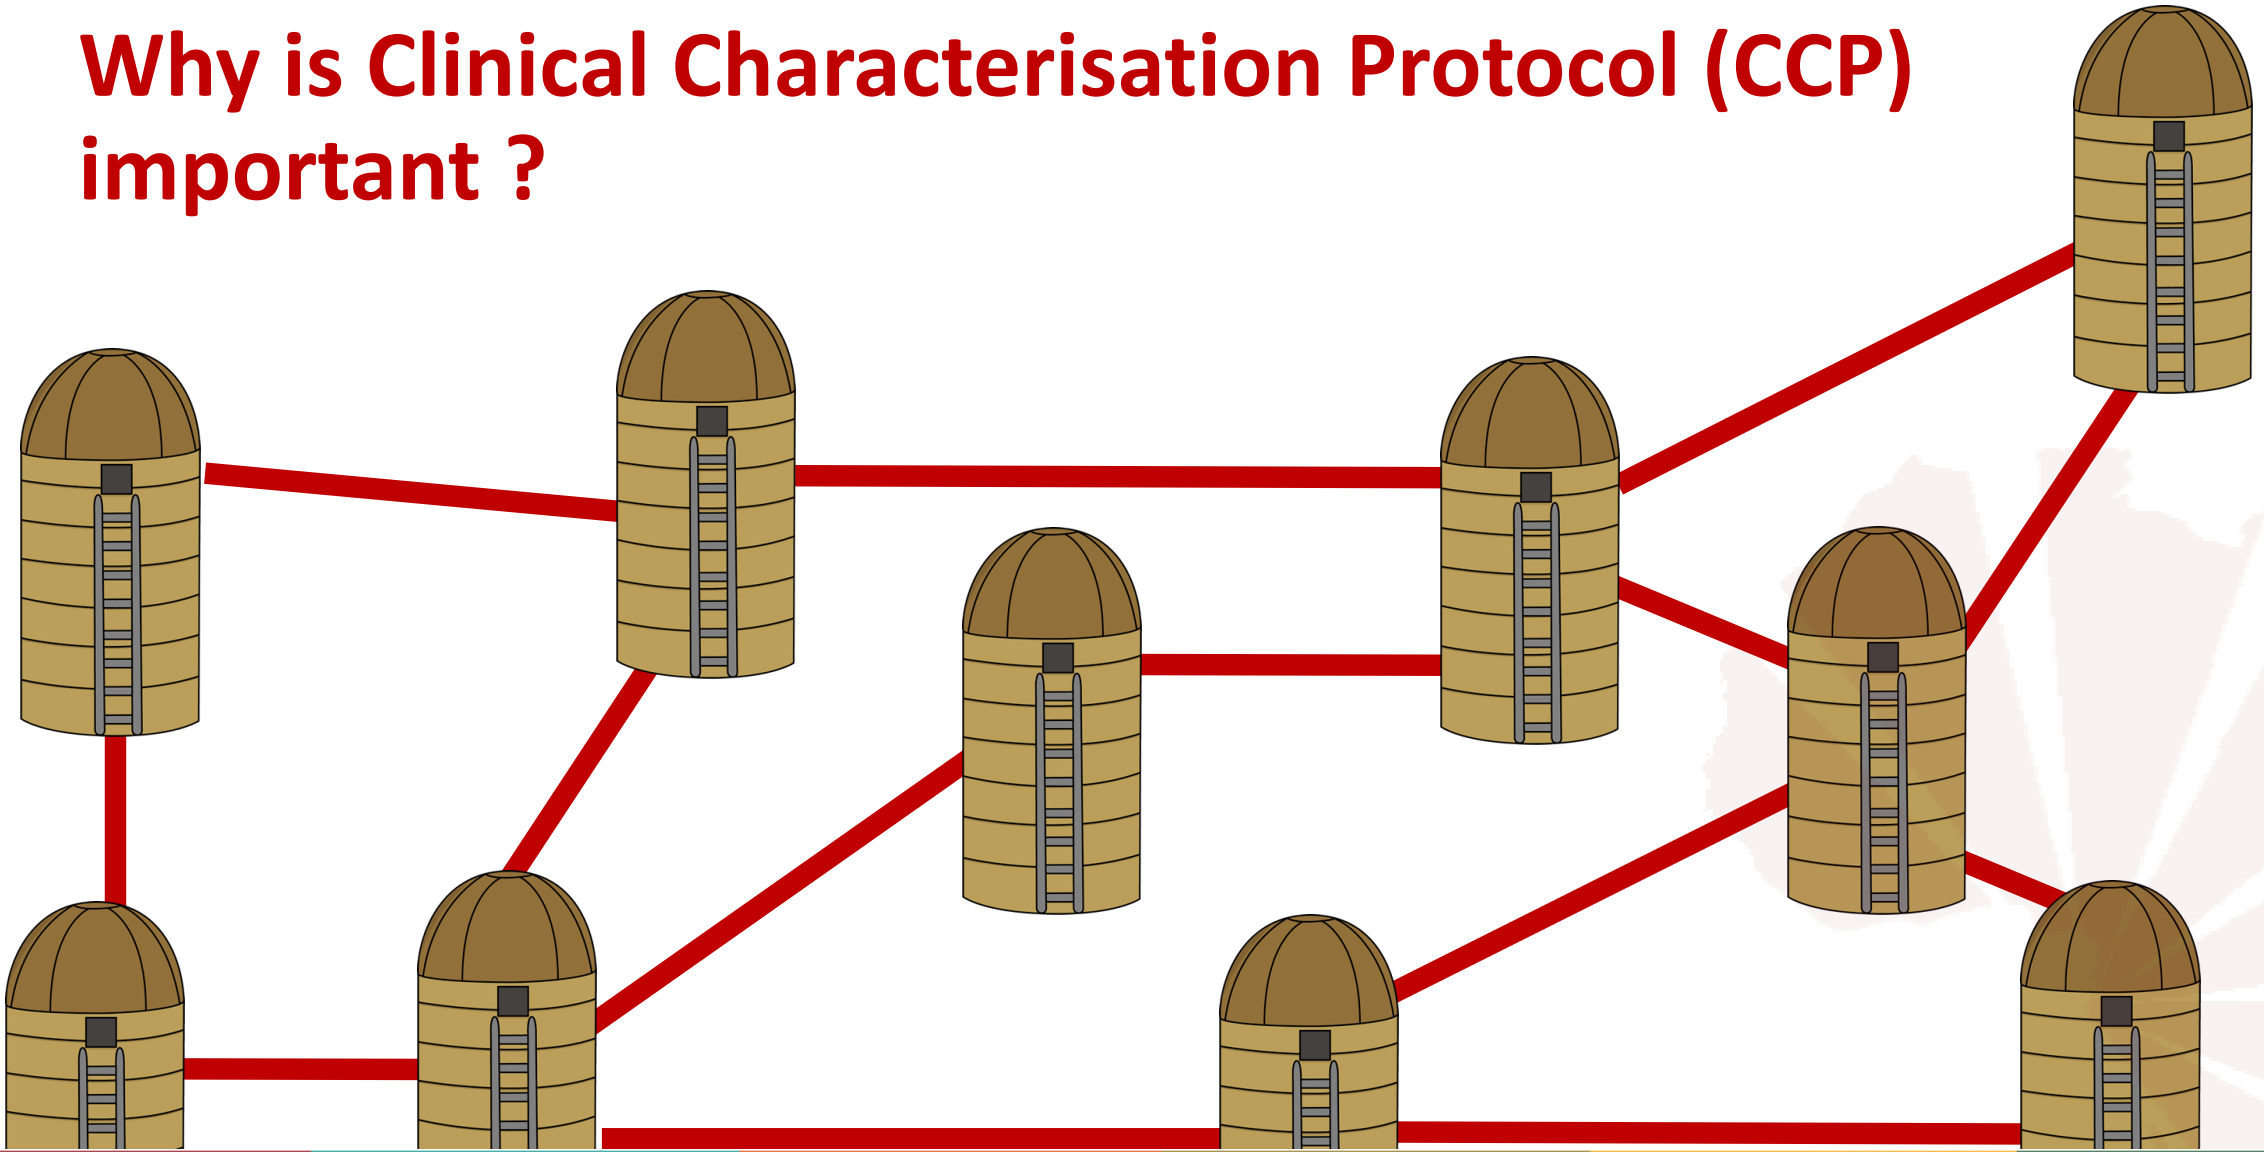 Why is Clinical Characterisation Protocol (CCP)
important ?